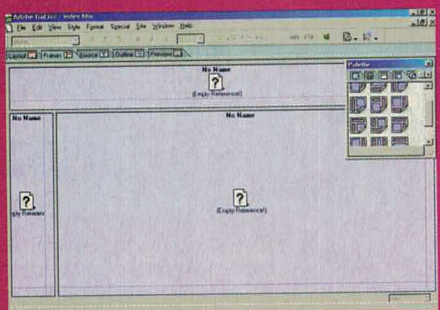 Adobe GoLive - index.htm
File Edit View Style Format Special Site Window Help
Layout Frames Source Outline Preview
No Name
(Empty Reference!)
Palette
No Name
No Name
(Empty Reference!)